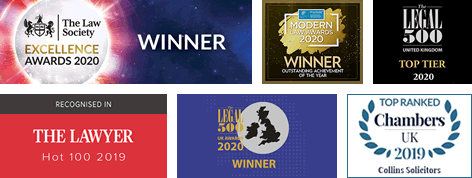 The Law
Society
EXCELLENCE
AWARDS 2020
WINNER
MODERN
LAW AWARDS
2020
WINNER
OUTSTANDING ACHIEVEMENT
OF THE YEAR
The
LEGAL
500
UNITED KINGDOM
TOP TIER
2020
RECOGNISED IN
THE LAWYER
Hot 100 2019
The
LEGAL
500
UK AWARDS
2020
WINNER
TOP RANKED
Chambers
UK
2019
Collins Solicitors